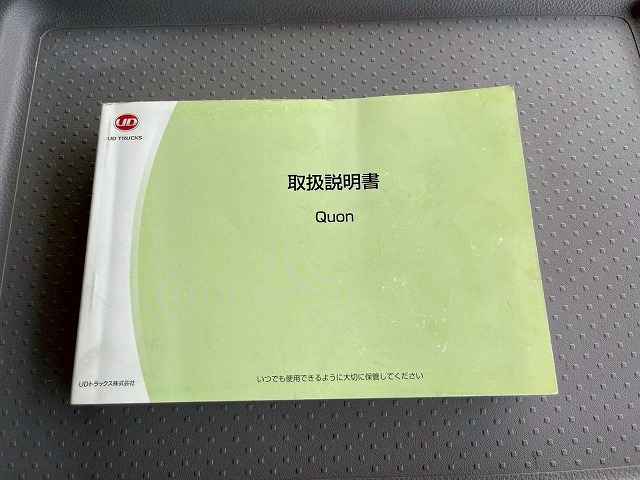 UD
UD TRUCKS
取扱説明書
Quon
いつでも使用できるように大切に保管してください
UDトラックス株式会社